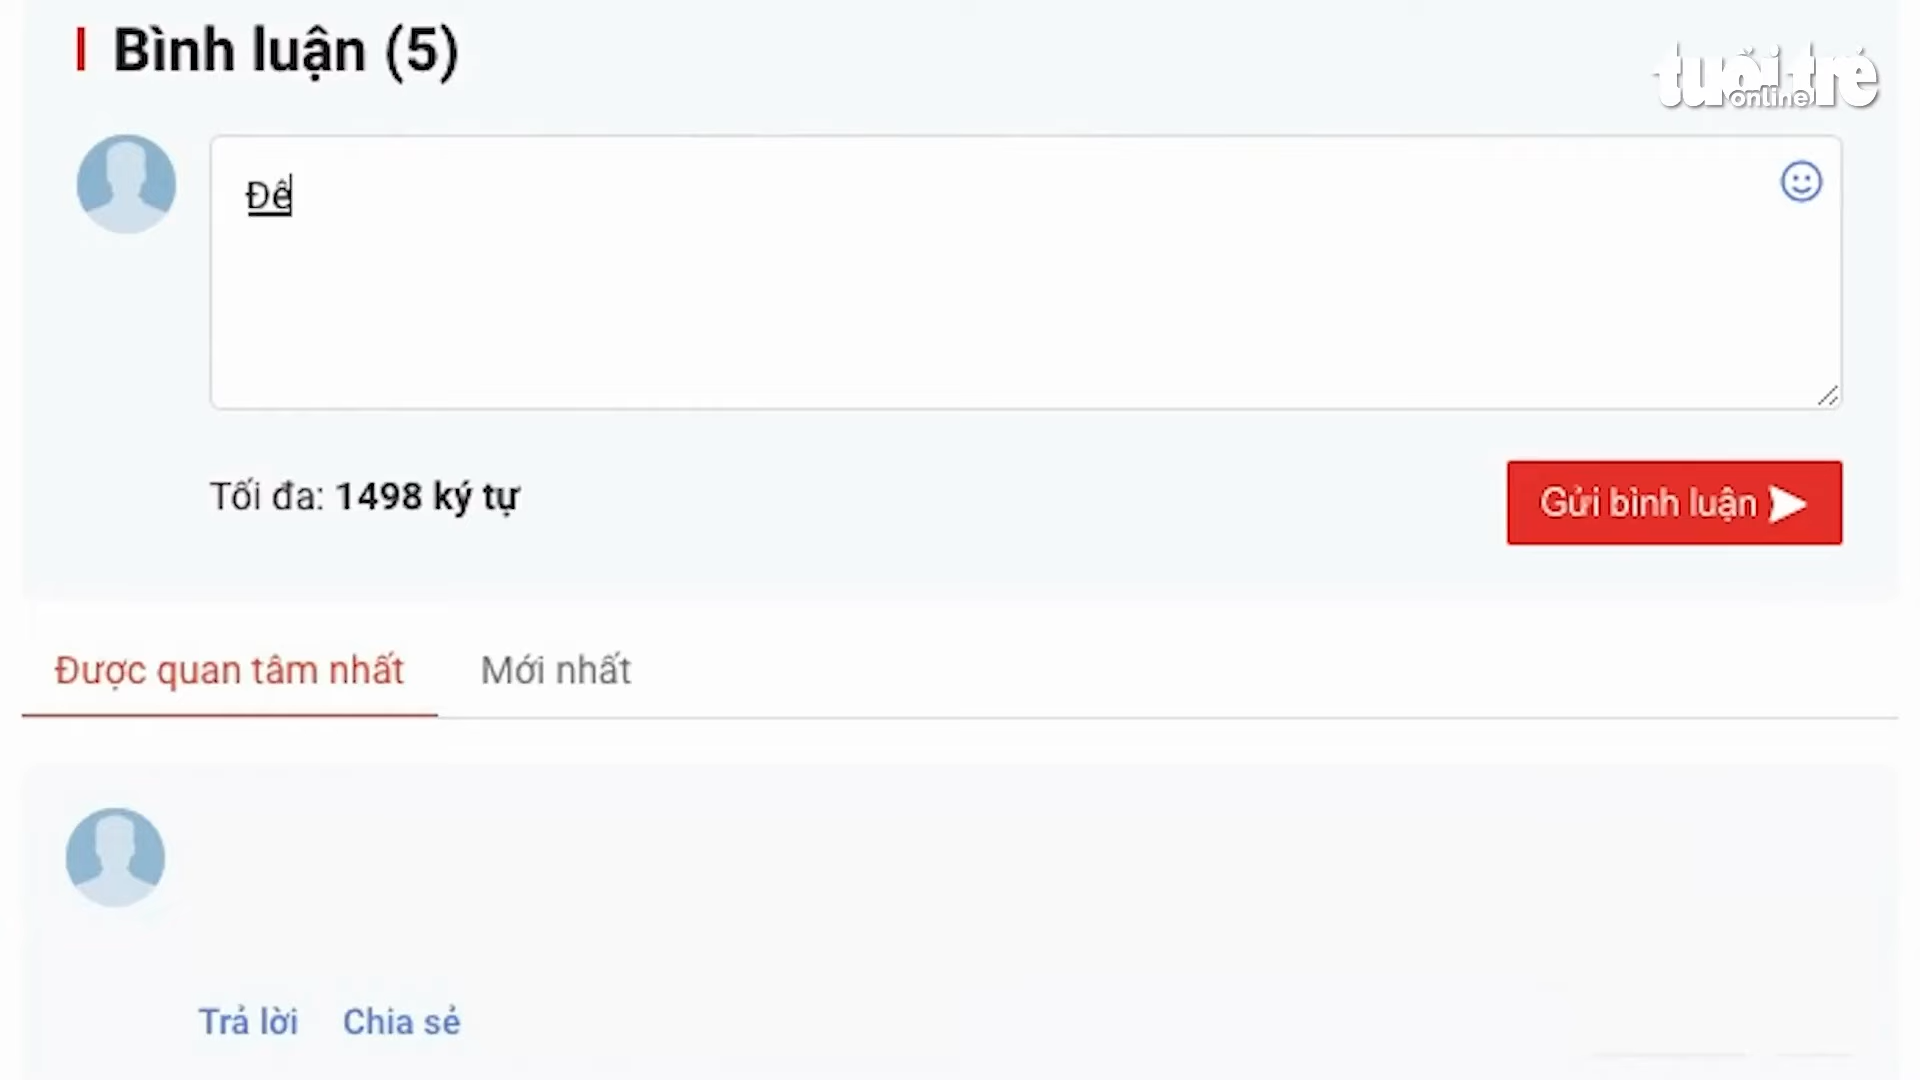 Bình luận (5)
tuổi trẻ
online
Đê
Tối đa: 1498 ký tự
Gửi bình luận
Được quan tâm nhất
Mới nhất
Trả lời
Chia sẻ